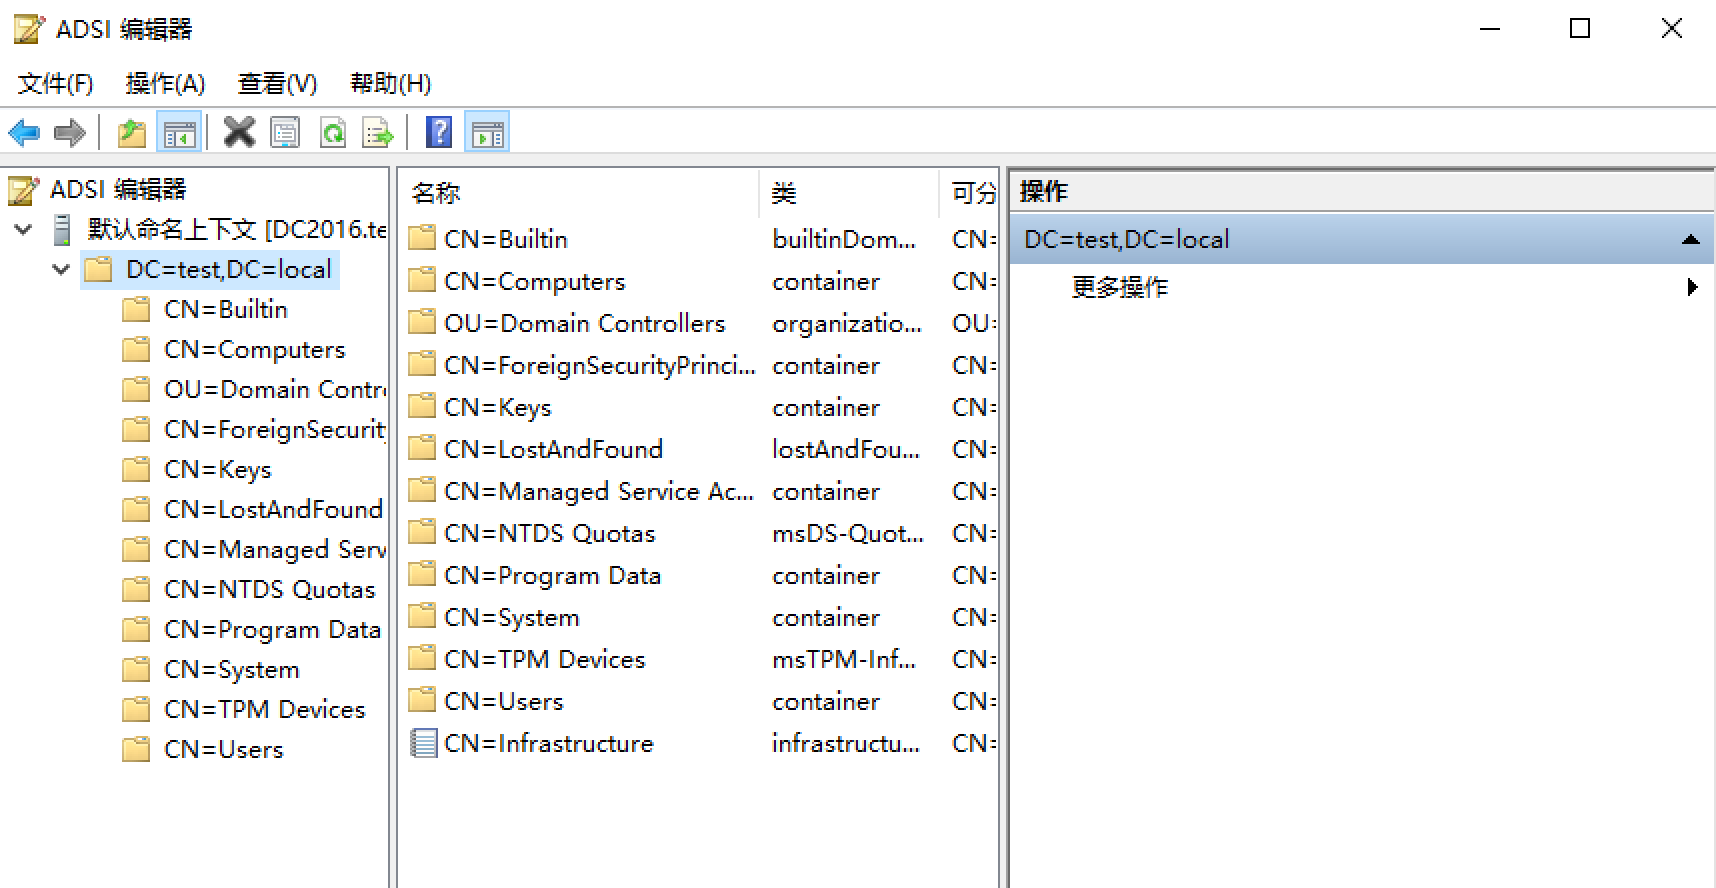 ADSI 编辑器
文件(F) 操作(A) 查看(V) 帮助(H)
ADSI 编辑器
默认命名上下文 [DC2016.te
DC=test,DC=local
CN=Builtin
CN=Computers
OU=Domain Contr
CN=ForeignSecurit
CN=Keys
CN=LostAndFound
CN=Managed Serv
CN=NTDS Quotas
CN=Program Data
CN=System
CN=TPM Devices
CN=Users
名称 类 可分
CN=Builtin builtinDom... CN=
CN=Computers container CN=
OU=Domain Controllers organizatio... OU=
CN=ForeignSecurityPrinci... container CN=
CN=Keys container CN=
CN=LostAndFound lostAndFou... CN=
CN=Managed Service Ac... container CN=
CN=NTDS Quotas msDS-Quot... CN=
CN=Program Data container CN=
CN=System container CN=
CN=TPM Devices msTPM-Inf... CN=
CN=Users container CN=
CN=Infrastructure infrastructu... CN=
操作
DC=test,DC=local
更多操作